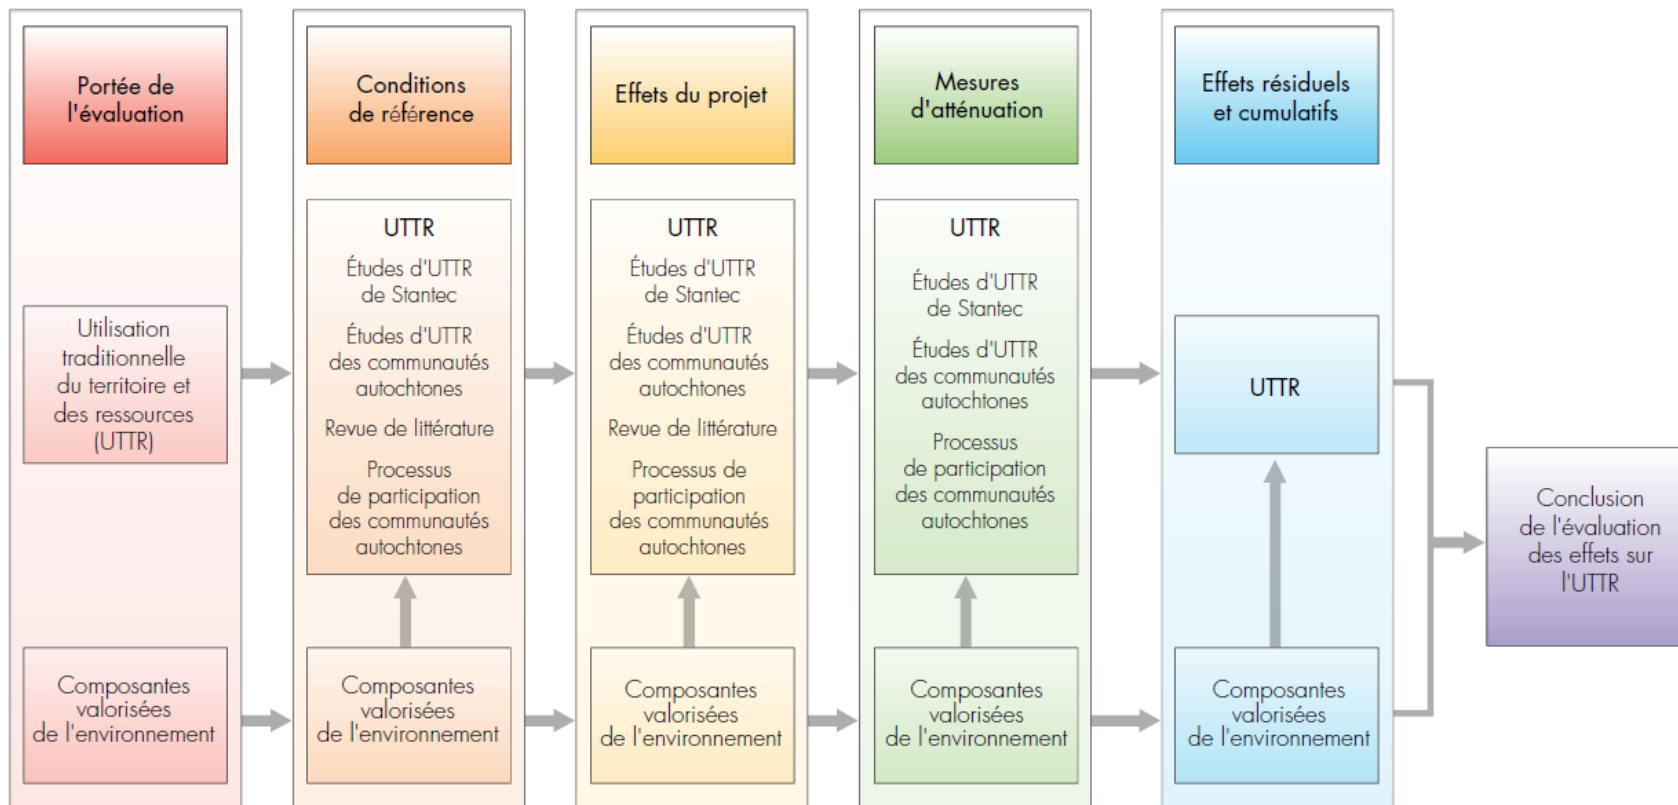 Portée de
l'évaluation
Utilisation
traditionnelle
du territoire et
des ressources
(UTTR)
Composantes
valorisées
de l'environnement
Conditions
de référence
UTTR
Études d'UTTR
de Stantec
Études d'UTTR
des communautés
autochtones
Revue de littérature
Processus
de participation
des communautés
autochtones
Composantes
valorisées
de l'environnement
Effets du projet
UTTR
Études d'UTTR
de Stantec
Études d'UTTR
des communautés
autochtones
Revue de littérature
Processus de
participation
des communautés
autochtones
Composantes
valorisées
de l'environnement
Mesures
d'atténuation
UTTR
Études d'UTTR
de Stantec
Études d'UTTR
des communautés
autochtones
Processus
de participation
des communautés
autochtones
Composantes
valorisées
de l'environnement
Effets résiduels
et cumulatifs
UTTR
Composantes
valorisées
de l'environnement
Conclusion
de l'évaluation
des effets sur
l'UTTR